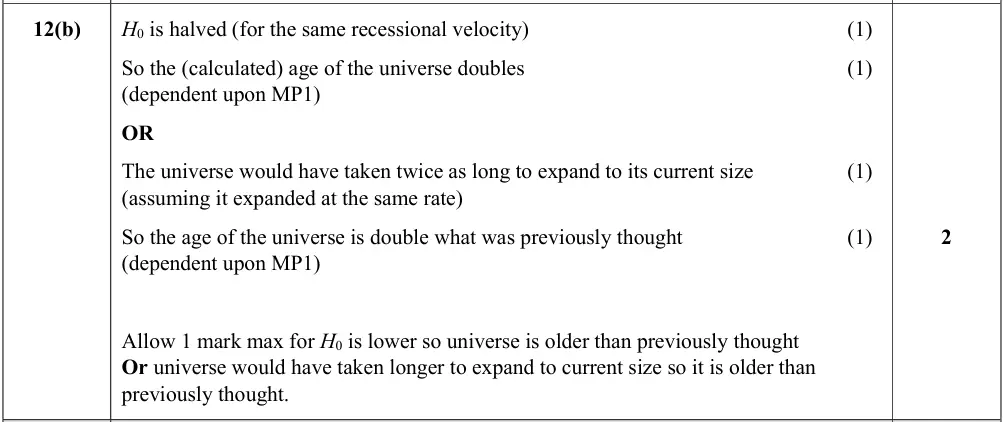 12(b) H0 is halved (for the same recessional velocity) (1)
So the (calculated) age of the universe doubles (1)
(dependent upon MP1)
OR
The universe would have taken twice as long to expand to its current size (1)
(assuming it expanded at the same rate)
So the age of the universe is double what was previously thought (1) 2
(dependent upon MP1)
Allow 1 mark max for H0 is lower so universe is older than previously thought
Or universe would have taken longer to expand to current size so it is older than
previously thought.